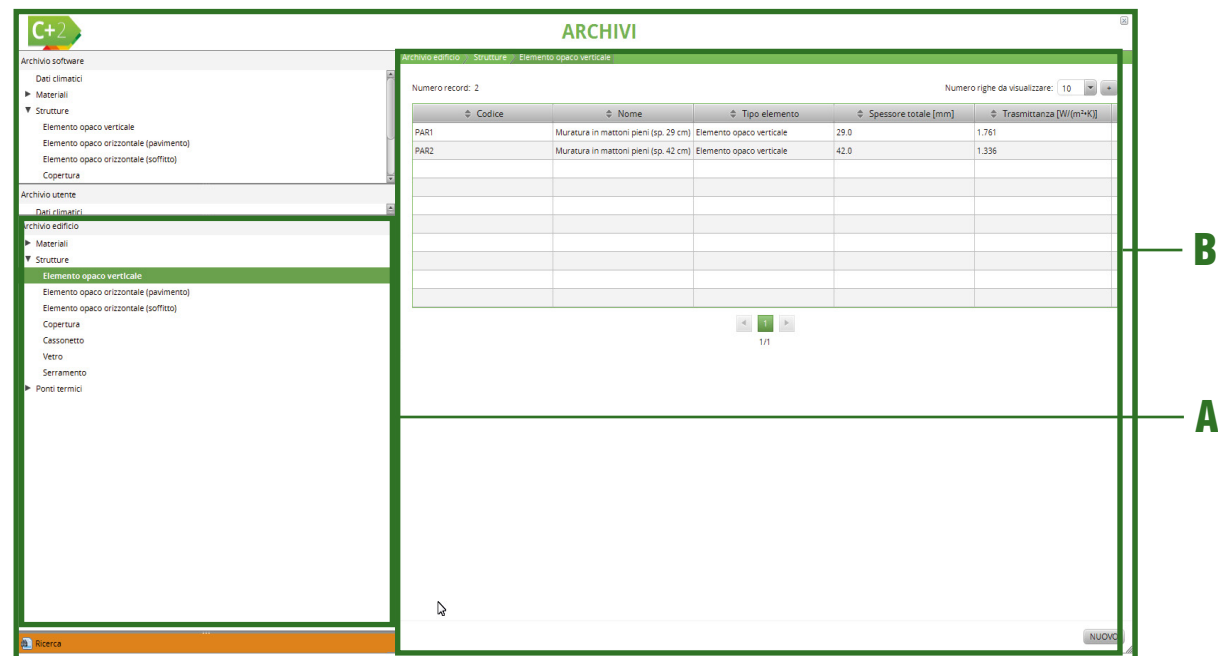 C+2
ARCHIVI
Archivio software
Dati climatici
Materiali
Strutture
Elemento opaco verticale
Elemento opaco orizzontale (pavimento)
Elemento opaco orizzontale (soffitto)
Copertura
Archivio utente
Dati climatici
Archivio edificio
Materiali
Strutture
Elemento opaco verticale
Elemento opaco orizzontale (pavimento)
Elemento opaco orizzontale (soffitto)
Copertura
Cassonetto
Vetro
Serramento
Ponti termici
Ricerca
Archivio edificio Strutture Elemento opaco verticale
Numero record: 2 Numero righe da visualizzare: 10 +
Codice Nome Tipo elemento Spessore totale [mm] Trasmittanza [W/(m²*K)]
PAR1 Muratura in mattoni pieni (sp. 29 cm) Elemento opaco verticale 29.0 1.761
PAR2 Muratura in mattoni pieni (sp. 42 cm) Elemento opaco verticale 42.0 1.336
1
1/1
NUOVO
B
A